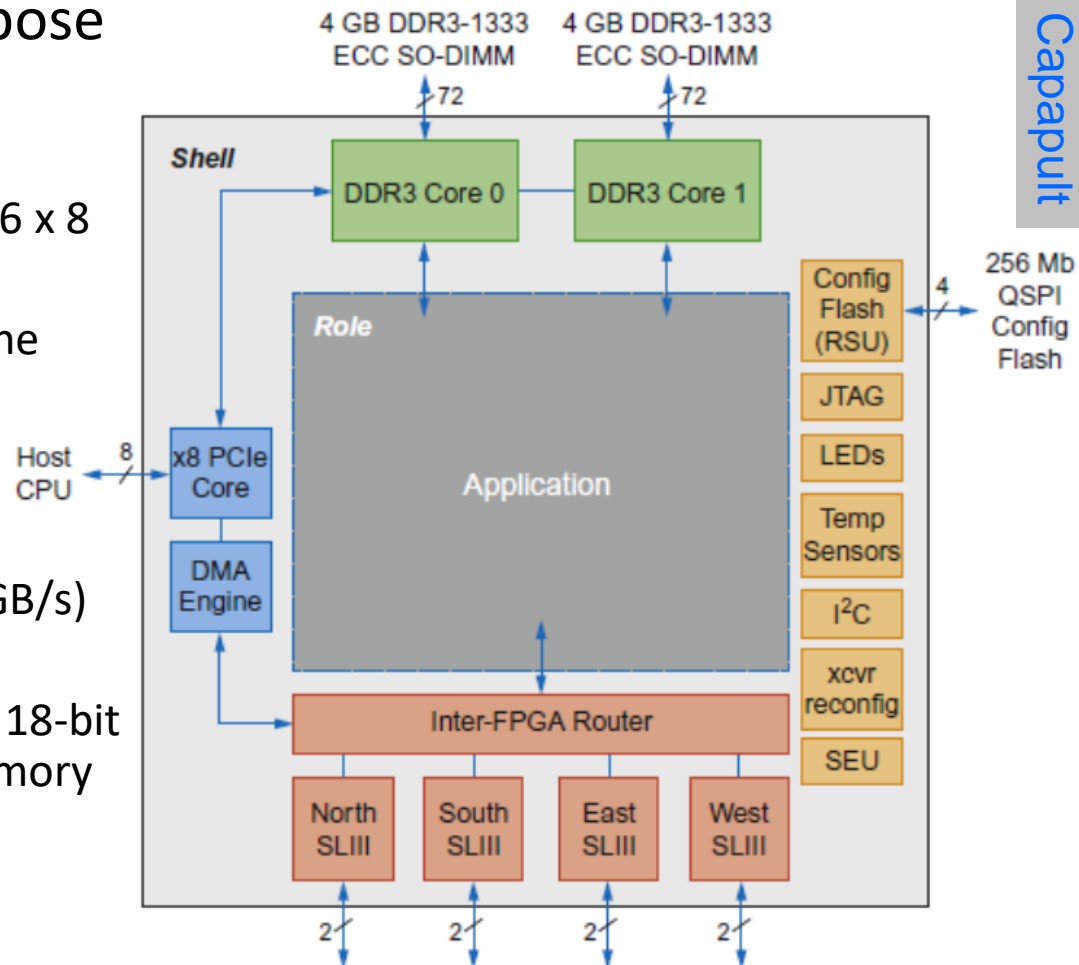 pose
6 x 8
ne
GB/s)
18-bit
mory
Capapult
4 GB DDR3-1333
ECC SO-DIMM
4 GB DDR3-1333
ECC SO-DIMM
72
72
Shell
DDR3 Core 0
DDR3 Core 1
Role
Application
Host
CPU
8
x8 PCIe
Core
DMA
Engine
Config
Flash
(RSU)
4
256 Mb
QSPI
Config
Flash
JTAG
LEDs
Temp
Sensors
I²C
xcvr
reconfig
SEU
Inter-FPGA Router
North
SLIII
South
SLIII
East
SLIII
West
SLIII
2
2
2
2